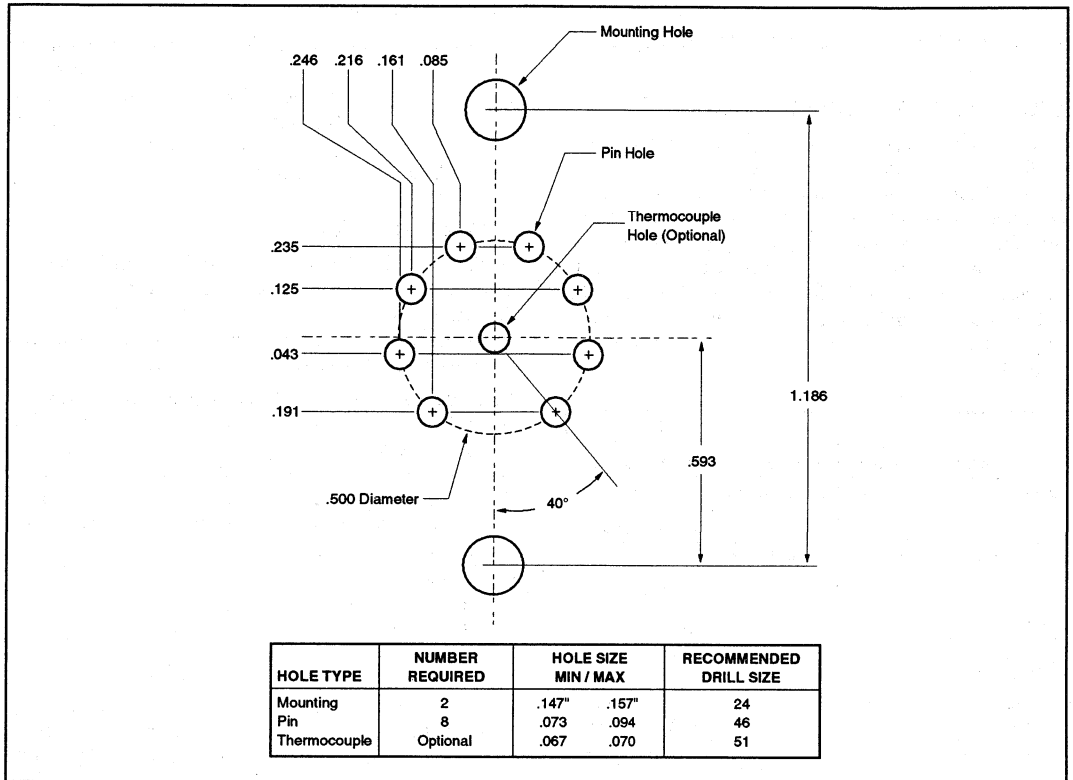 Mounting Hole
.246 .216 .161 .085
Pin Hole
Thermocouple
Hole (Optional)
.235
.125
.043
.191
1.186
.593
.500 Diameter
40°
HOLE TYPE NUMBER REQUIRED HOLE SIZE MIN / MAX RECOMMENDED DRILL SIZE
Mounting 2 .147" .157" 24
Pin 8 .073 .094 46
Thermocouple Optional .067 .070 51